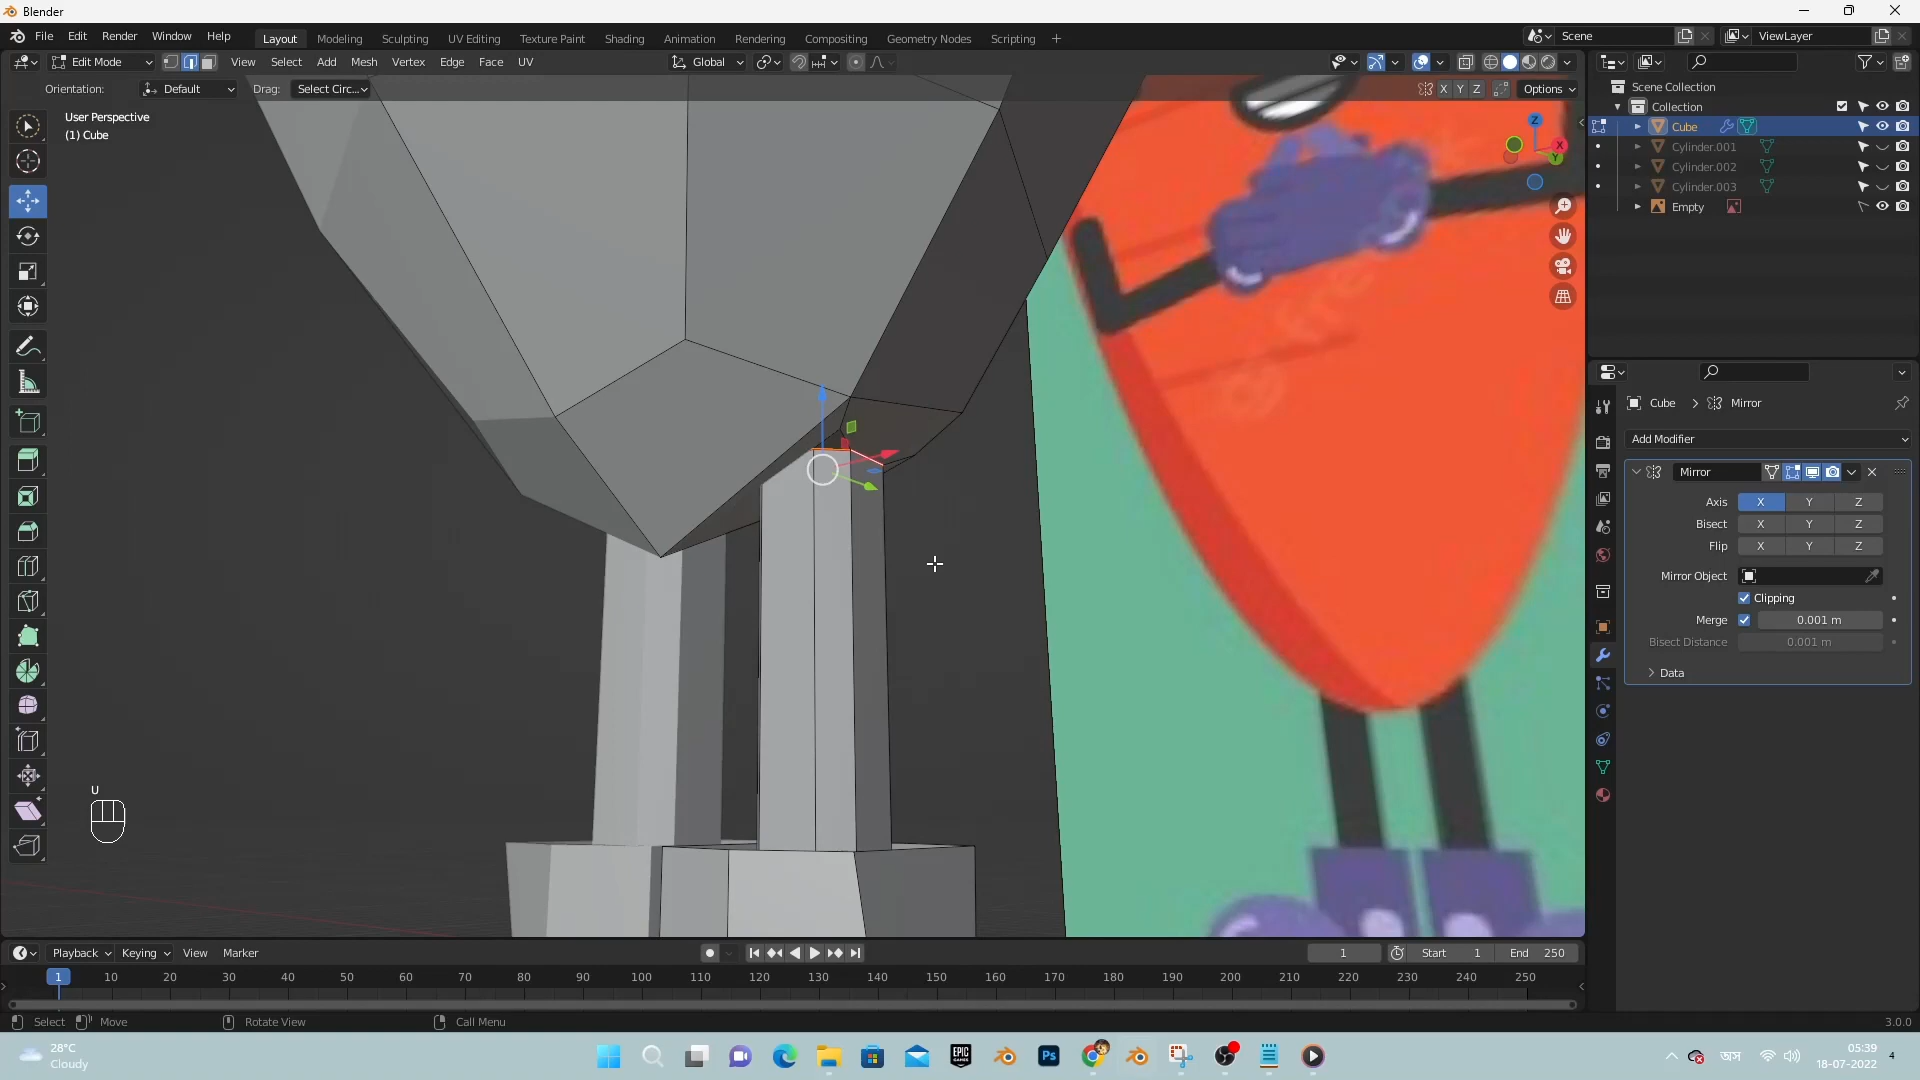 Blender
File Edit Render Window Help
Layout Modeling Sculpting UV Editing Texture Paint Shading Animation Rendering Compositing Geometry Nodes Scripting +
Scene
ViewLayer
Edit Mode
View Select Add Mesh Vertex Edge Face UV
Global
Orientation: Default Drag: Select Circ...
X Y Z Options
User Perspective
(1) Cube
Z
X
Y
U
Scene Collection
Collection
Cube
Cylinder.001
Cylinder.002
Cylinder.003
Empty
Cube > Mirror
Add Modifier
Mirror
Axis X Y Z
Bisect X Y Z
Flip X Y Z
Mirror Object
Clipping
Merge 0.001 m
Bisect Distance 0.001 m
Data
Playback Keying View Marker
1 Start 1 End 250
1 10 20 30 40 50 60 70 80 90 100 110 120 130 140 150 160 170 180 190 200 210 220 230 240 250
Select Move Rotate View Call Menu
3.0.0
28°C
Cloudy
EPIC GAMES
Ps
অস
05:39
18-07-2022
4